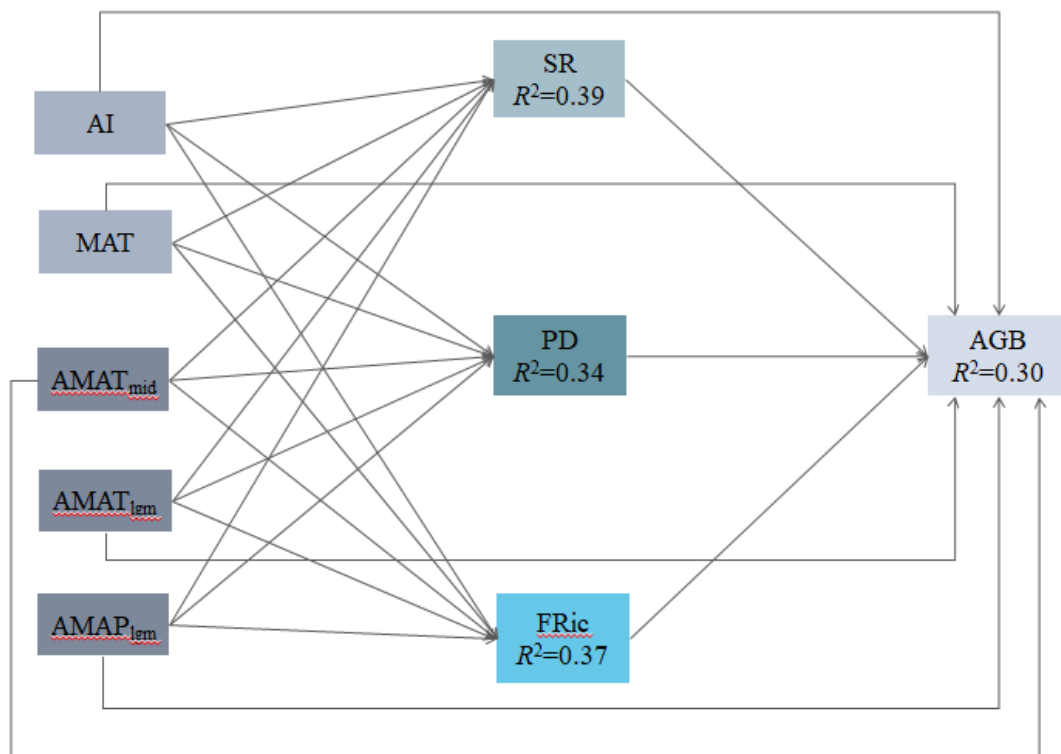 AI
MAT
AMATmid
AMATlgm
AMAPlgm
SR
R²=0.39
PD
R²=0.34
FRic
R²=0.37
AGB
R²=0.30